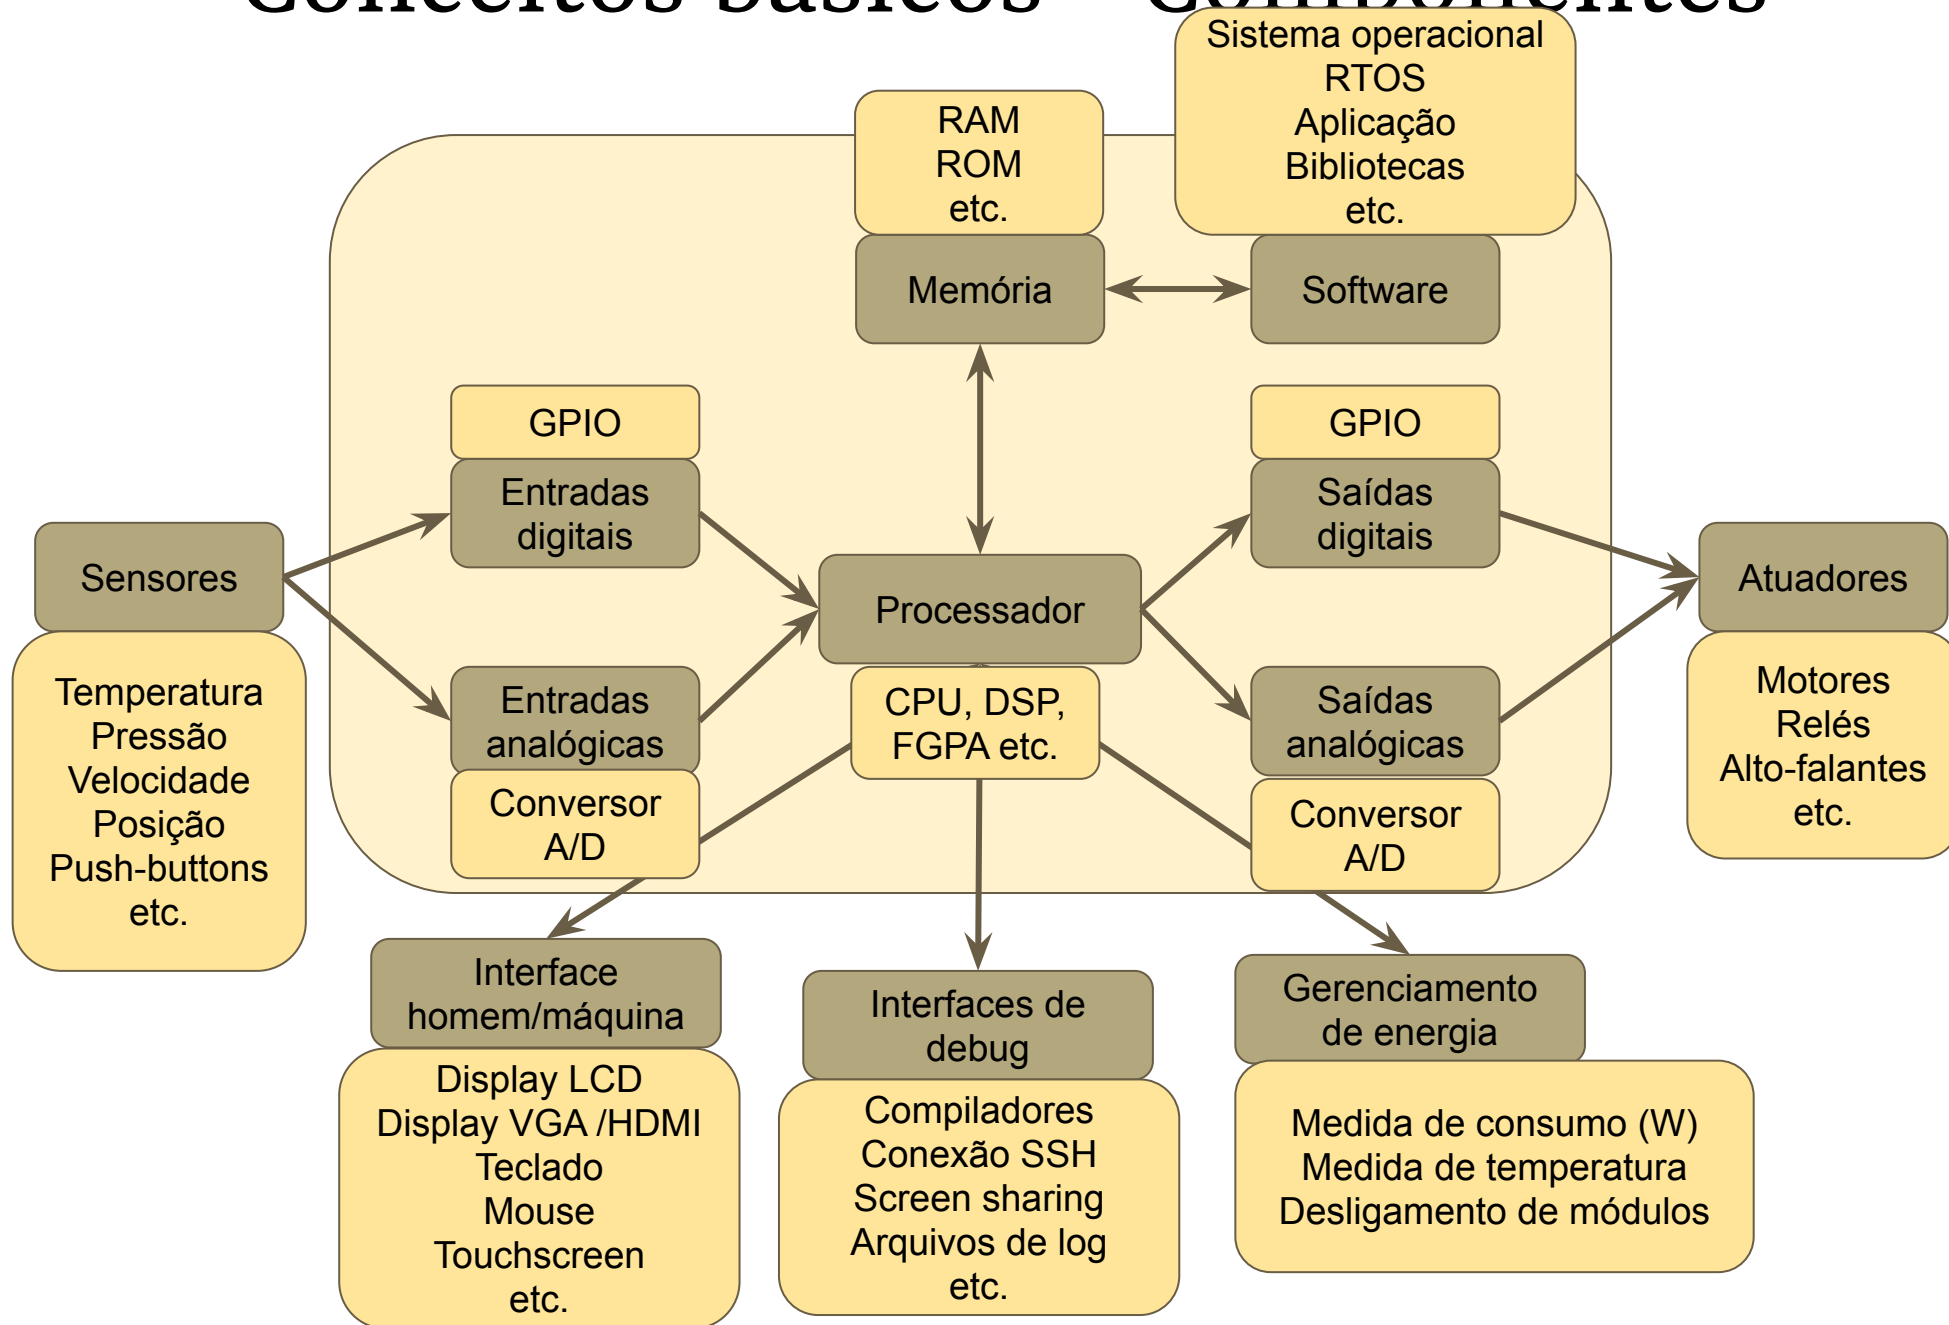 Conceitos básicos - Componentes
Sistema operacional
RTOS
Aplicação
Bibliotecas
etc.
RAM
ROM
etc.
Memória
Software
GPIO
Entradas
digitais
GPIO
Saídas
digitais
Sensores
Temperatura
Pressão
Velocidade
Posição
Push-buttons
etc.
Processador
CPU, DSP,
FGPA etc.
Atuadores
Motores
Relés
Alto-falantes
etc.
Entradas
analógicas
Conversor
A/D
Saídas
analógicas
Conversor
A/D
Interface
homem/máquina
Display LCD
Display VGA /HDMI
Teclado
Mouse
Touchscreen
etc.
Interfaces de
debug
Compiladores
Conexão SSH
Screen sharing
Arquivos de log
etc.
Gerenciamento
de energia
Medida de consumo (W)
Medida de temperatura
Desligamento de módulos